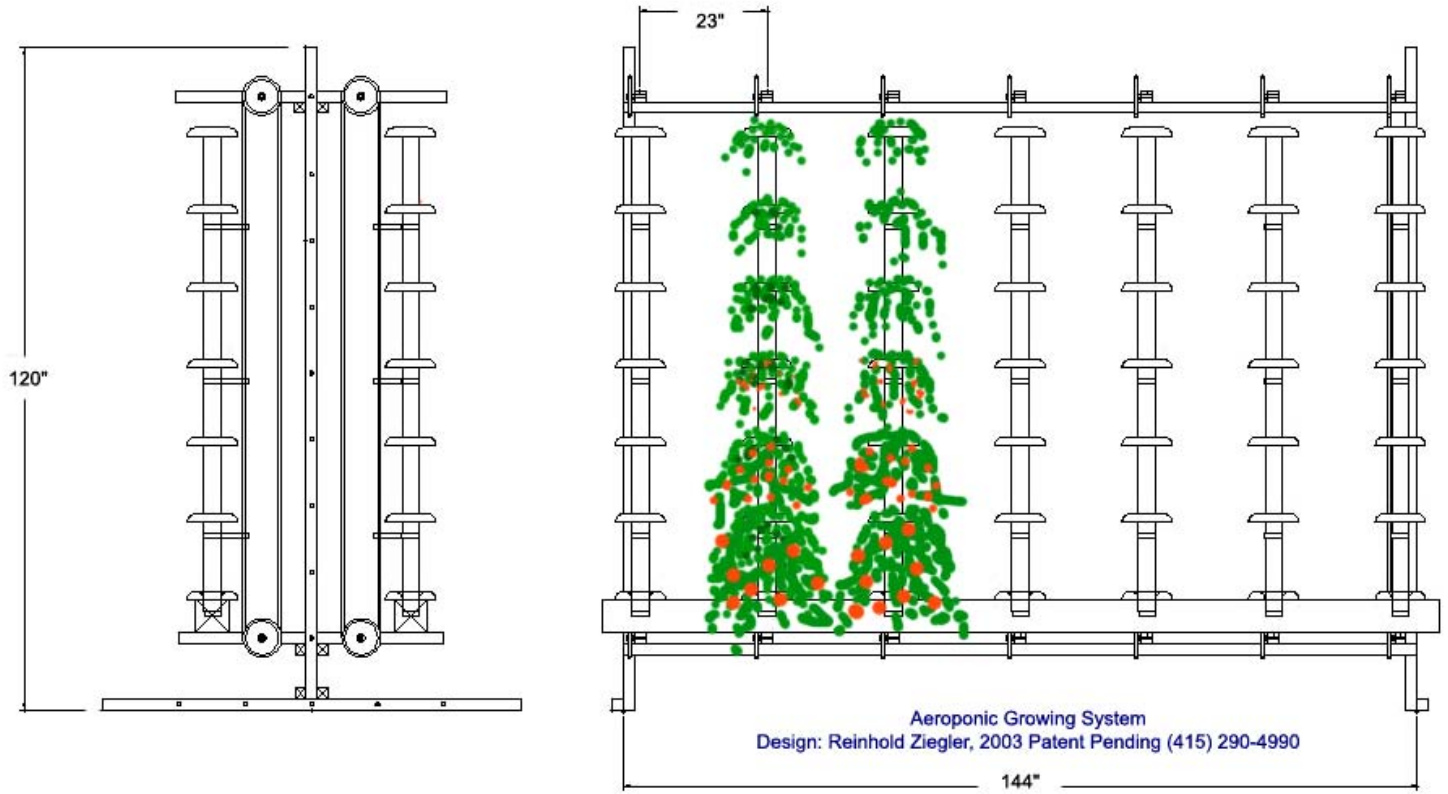 23"
120"
Aeroponic Growing System
Design: Reinhold Ziegler, 2003 Patent Pending (415) 290-4990
144"